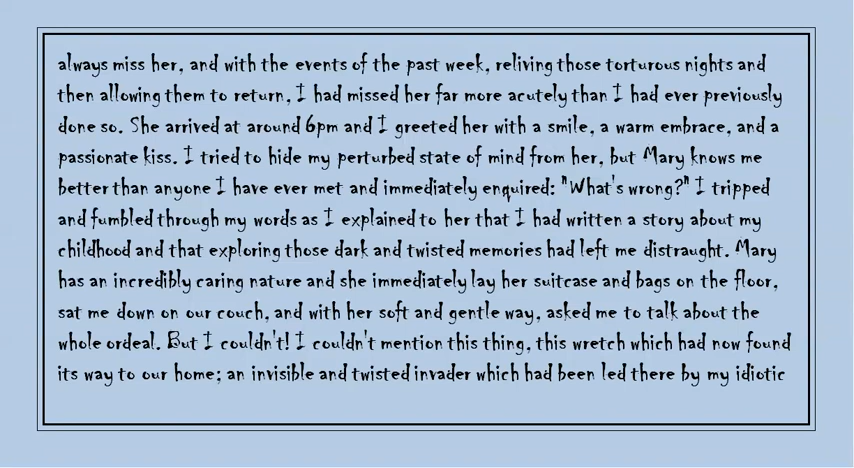 always miss her, and with the events of the past week, reliving those torturous nights and
then allowing them to return, I had missed her far more acutely than I had ever previously
done so. She arrived at around 6pm and I greeted her with a smile, a warm embrace, and a
passionate kiss. I tried to hide my perturbed state of mind from her, but Mary knows me
better than anyone I have ever met and immediately enquired: "What's wrong?" I tripped
and fumbled through my words as I explained to her that I had written a story about my
childhood and that exploring those dark and twisted memories had left me distraught. Mary
has an incredibly caring nature and she immediately lay her suitcase and bags on the floor,
sat me down on our couch, and with her soft and gentle way, asked me to talk about the
whole ordeal. But I couldn't! I couldn't mention this thing, this wretch which had now found
its way to our home; an invisible and twisted invader which had been led there by my idiotic